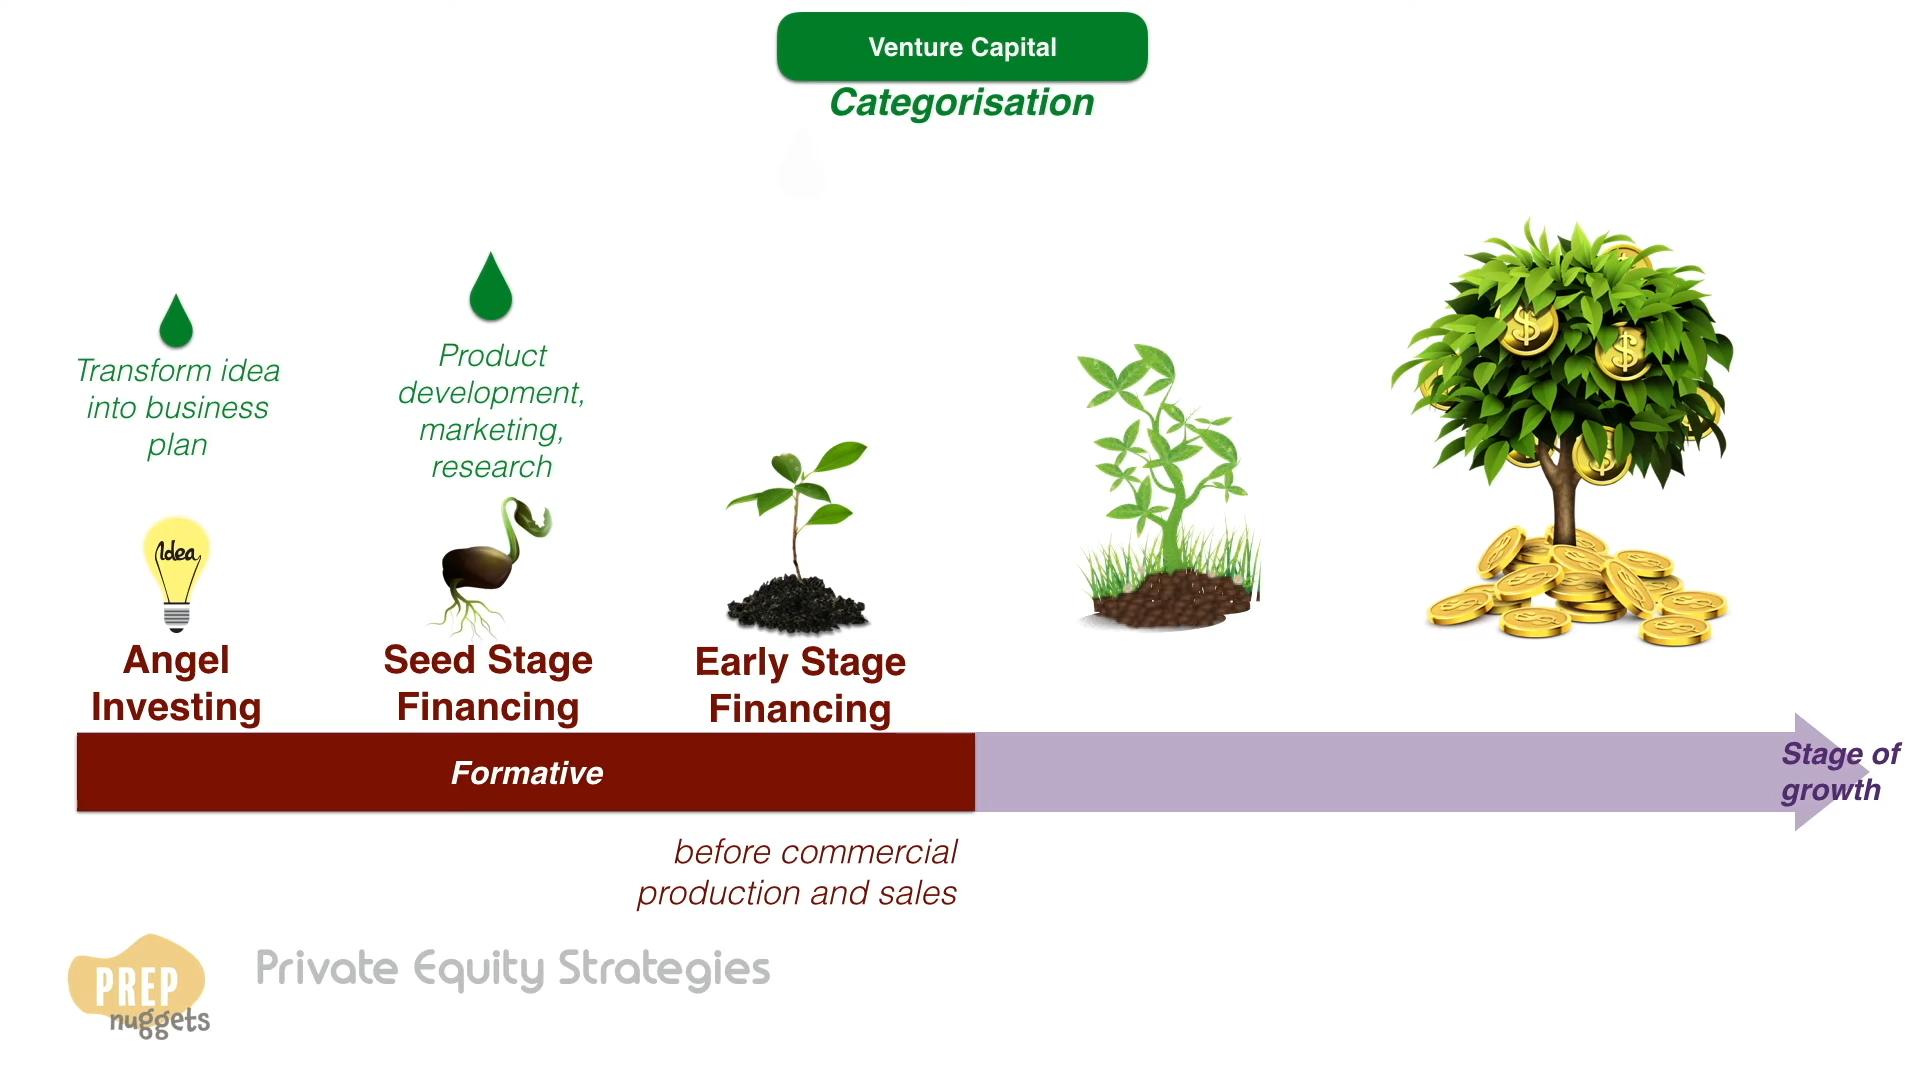 Venture Capital
Categorisation
Transform idea
into business
plan
Product
development,
marketing,
research
Idea
Angel
Investing
Seed Stage
Financing
Early Stage
Financing
Formative
Stage of
growth
before commercial
production and sales
PREP
nuggets
Private Equity Strategies